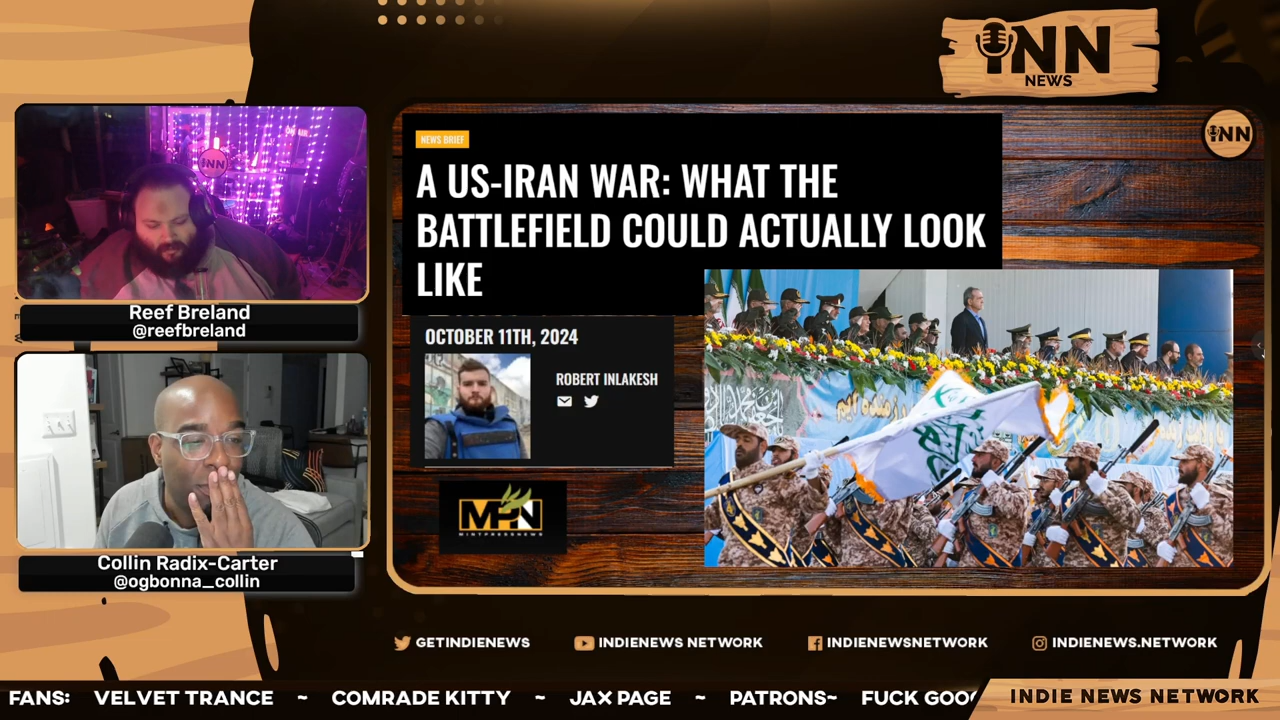 INN
NEWS
INN
INN
NEWS BRIEF
A US-IRAN WAR: WHAT THE
BATTLEFIELD COULD ACTUALLY LOOK
LIKE
OCTOBER 11TH, 2024
ROBERT INLAKESH
MPN
MINTPRESSNEWS
Reef Breland
@reefbreland
Collin Radix-Carter
@ogbonna_collin
GETINDIENEWS
INDIENEWS NETWORK
INDIENEWSNETWORK
INDIENEWS.NETWORK
FANS: VELVET TRANCE ~ COMRADE KITTY ~ JAX PAGE ~ PATRONS~ FUCK GOO
INDIE NEWS NETWORK